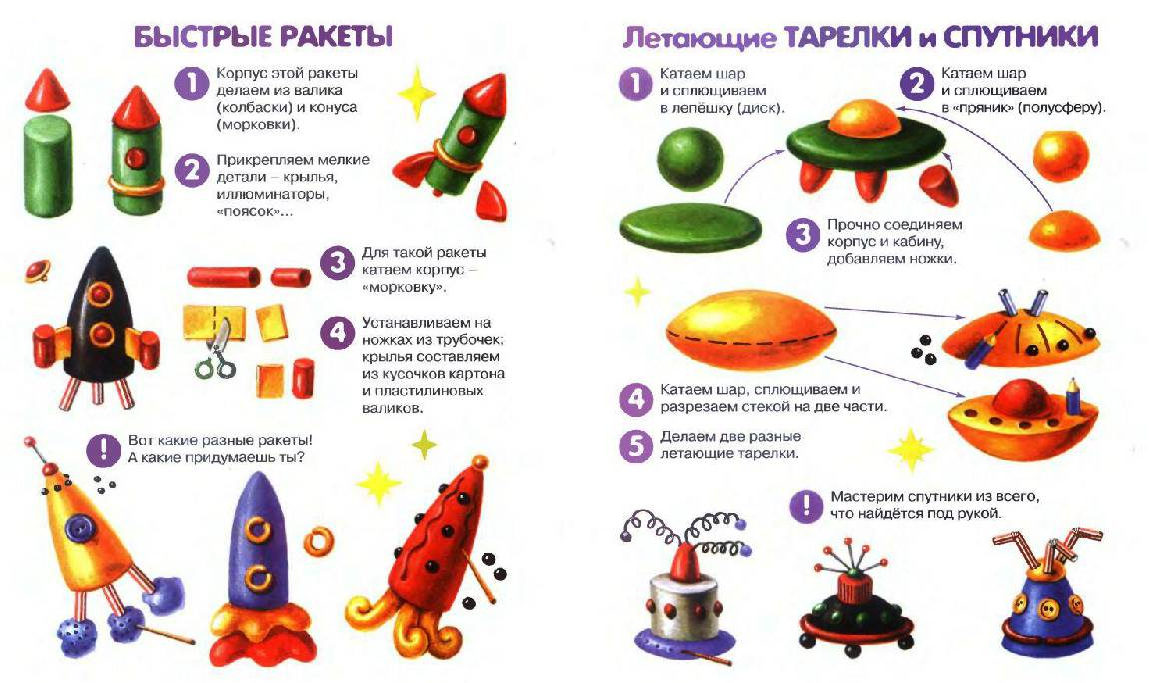 БЫСТРЫЕ РАКЕТЫ
1
Корпус этой ракеты
делаем из валика
(колбаски) и конуса
(морковки).
2
Прикрепляем мелкие
детали – крылья,
иллюминаторы,
«поясок»...
3
Для такой ракеты
катаем корпус –
«морковку».
4
Устанавливаем на
ножках из трубочек;
крылья составляем
из кусочков картона
и пластилиновых
валиков.
!
Вот какие разные ракеты!
А какие придумаешь ты?
Летающие ТАРЕЛКИ и СПУТНИКИ
1
Катаем шар
и сплющиваем
в лепёшку (диск).
2
Катаем шар
и сплющиваем
в "пряник" (полусферу).
3
Прочно соединяем
корпус и кабину,
добавляем ножки.
4
Катаем шар, сплющиваем и
разрезаем стекой на две части.
5
Делаем две разные
летающие тарелки.
!
Мастерим спутники из всего,
что найдётся под рукой.